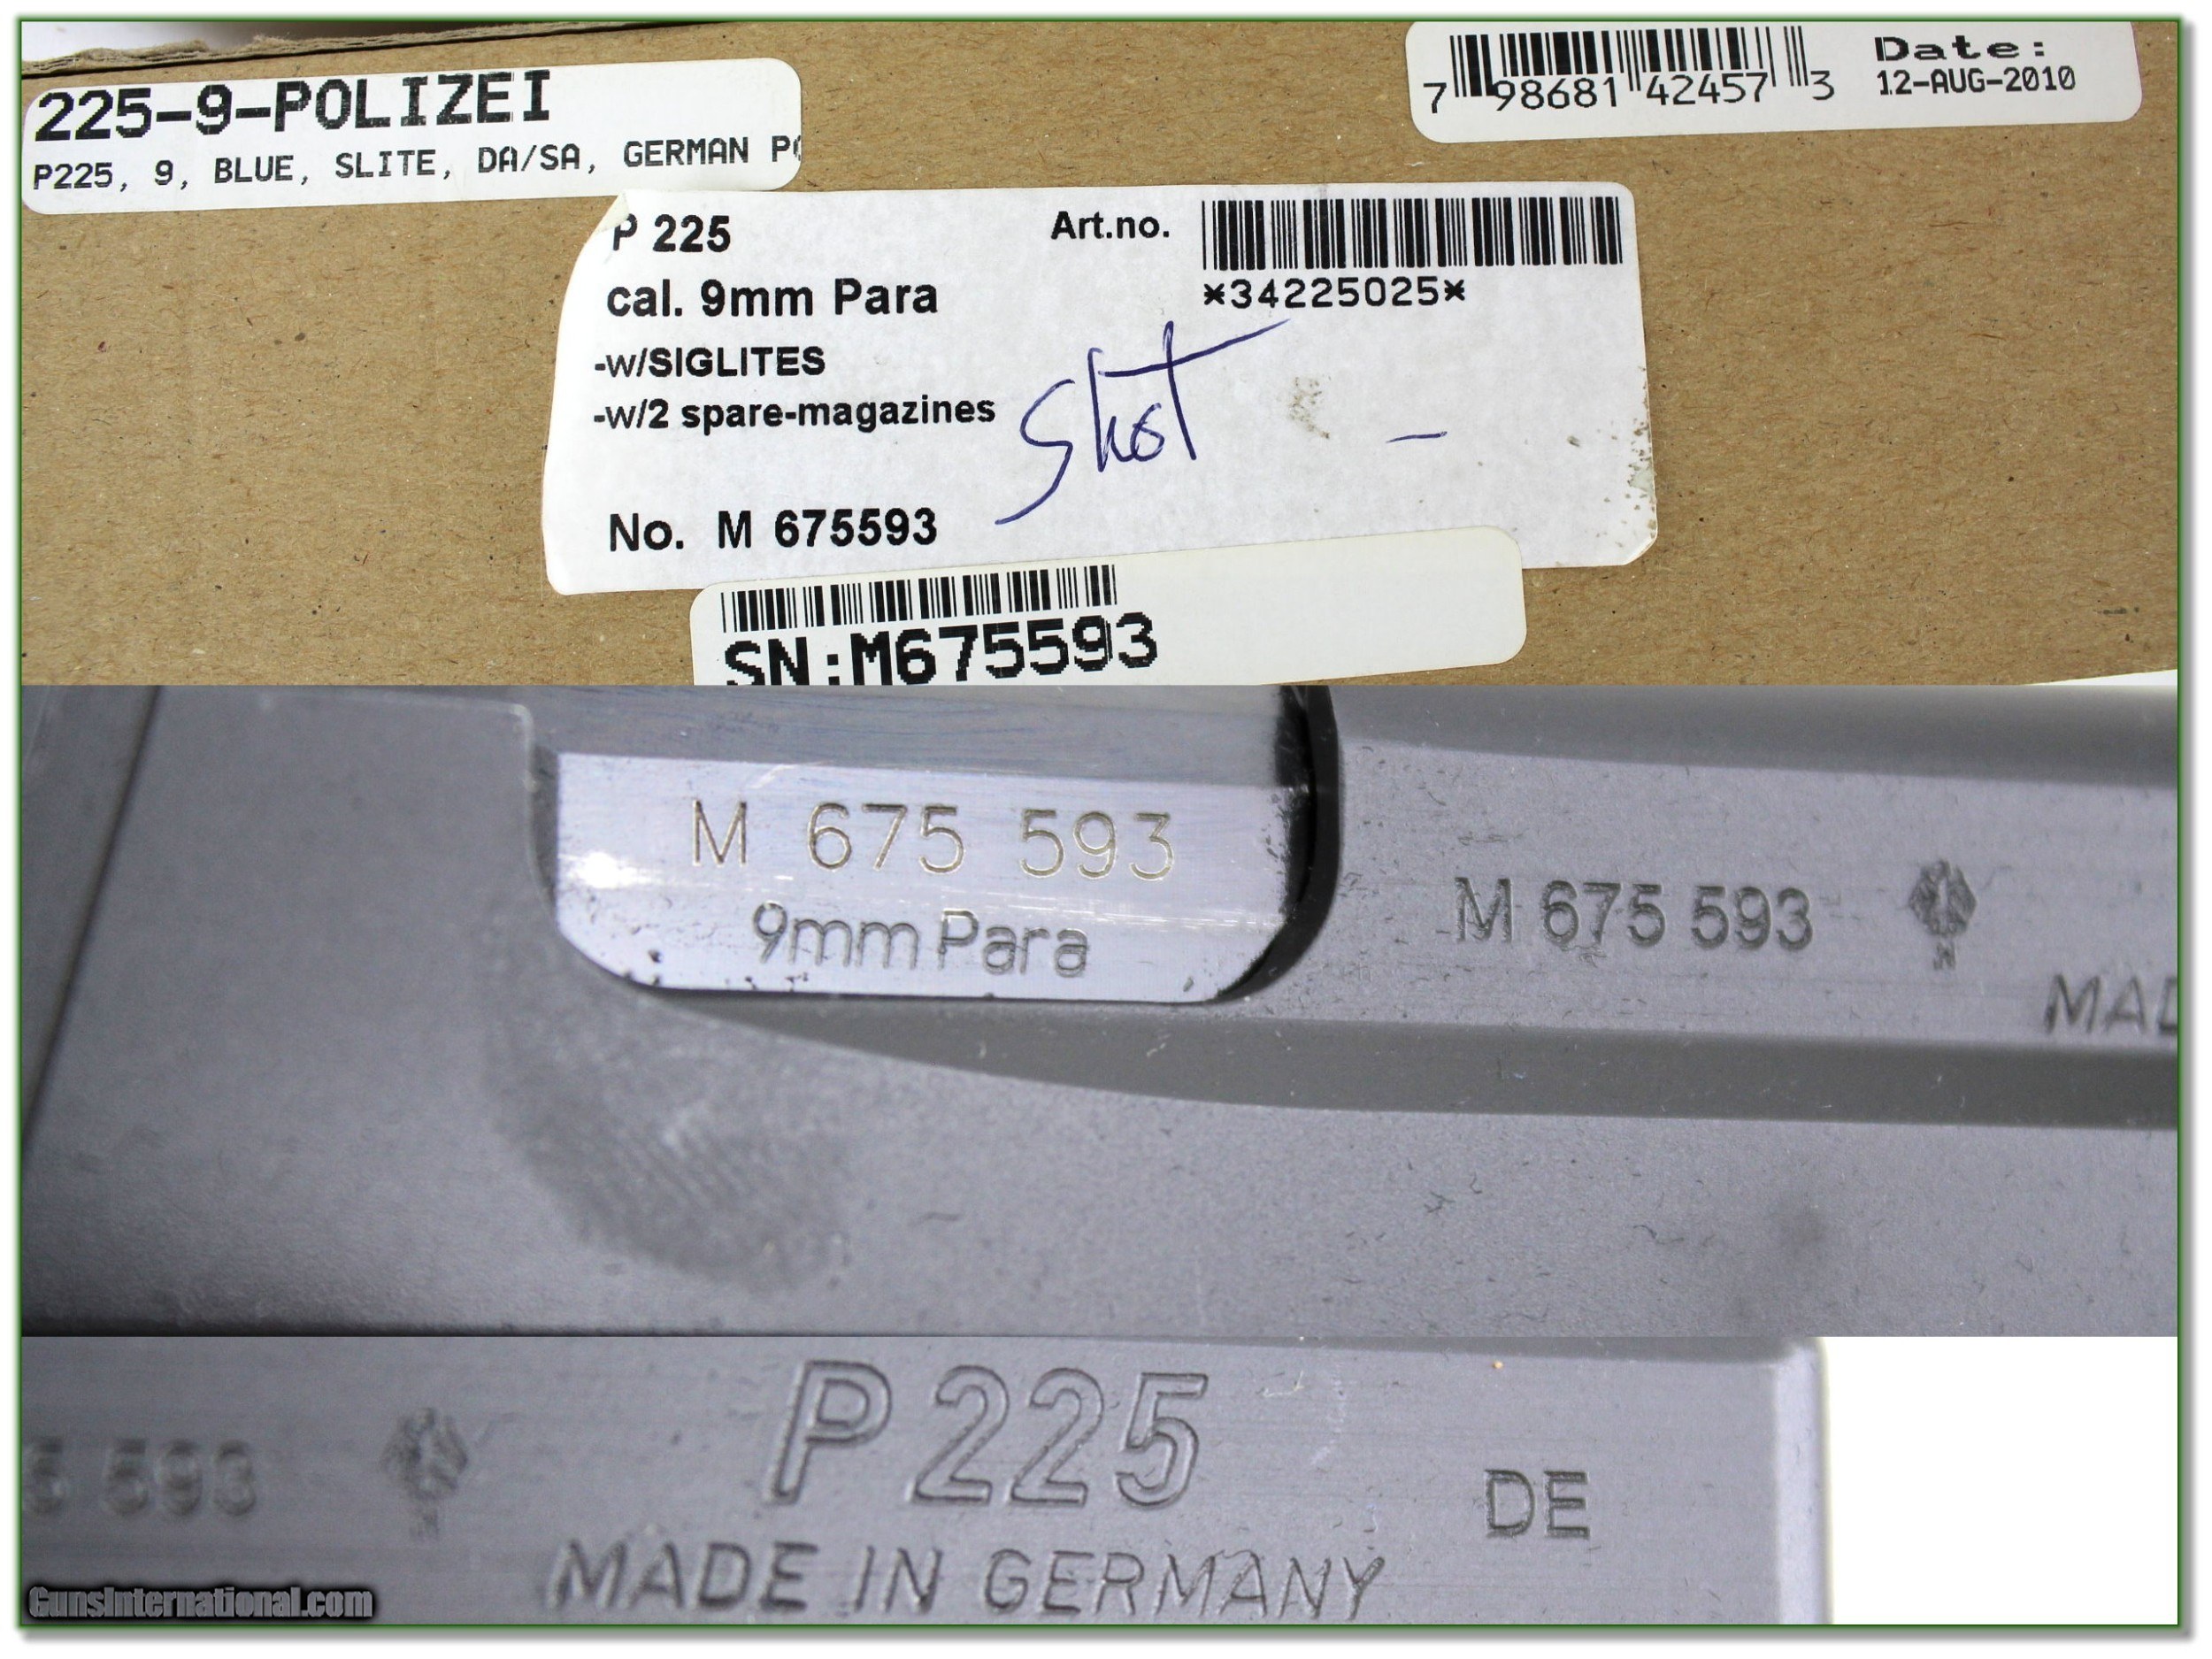 225-9-POLIZEI
P225, 9, BLUE, SLITE, DA/SA, GERMAN PO
7 98681 42457 3
Date:
12-AUG-2010
P 225
Art.no.
*34225025*
cal. 9mm Para
-w/SIGLITES
-w/2 spare-magazines
Shot
No. M 675593
SN:M675593
M 675 593
9mm Para
M 675 593
MAD
5 593
P 225
DE
MADE IN GERMANY
GunsInternational.com